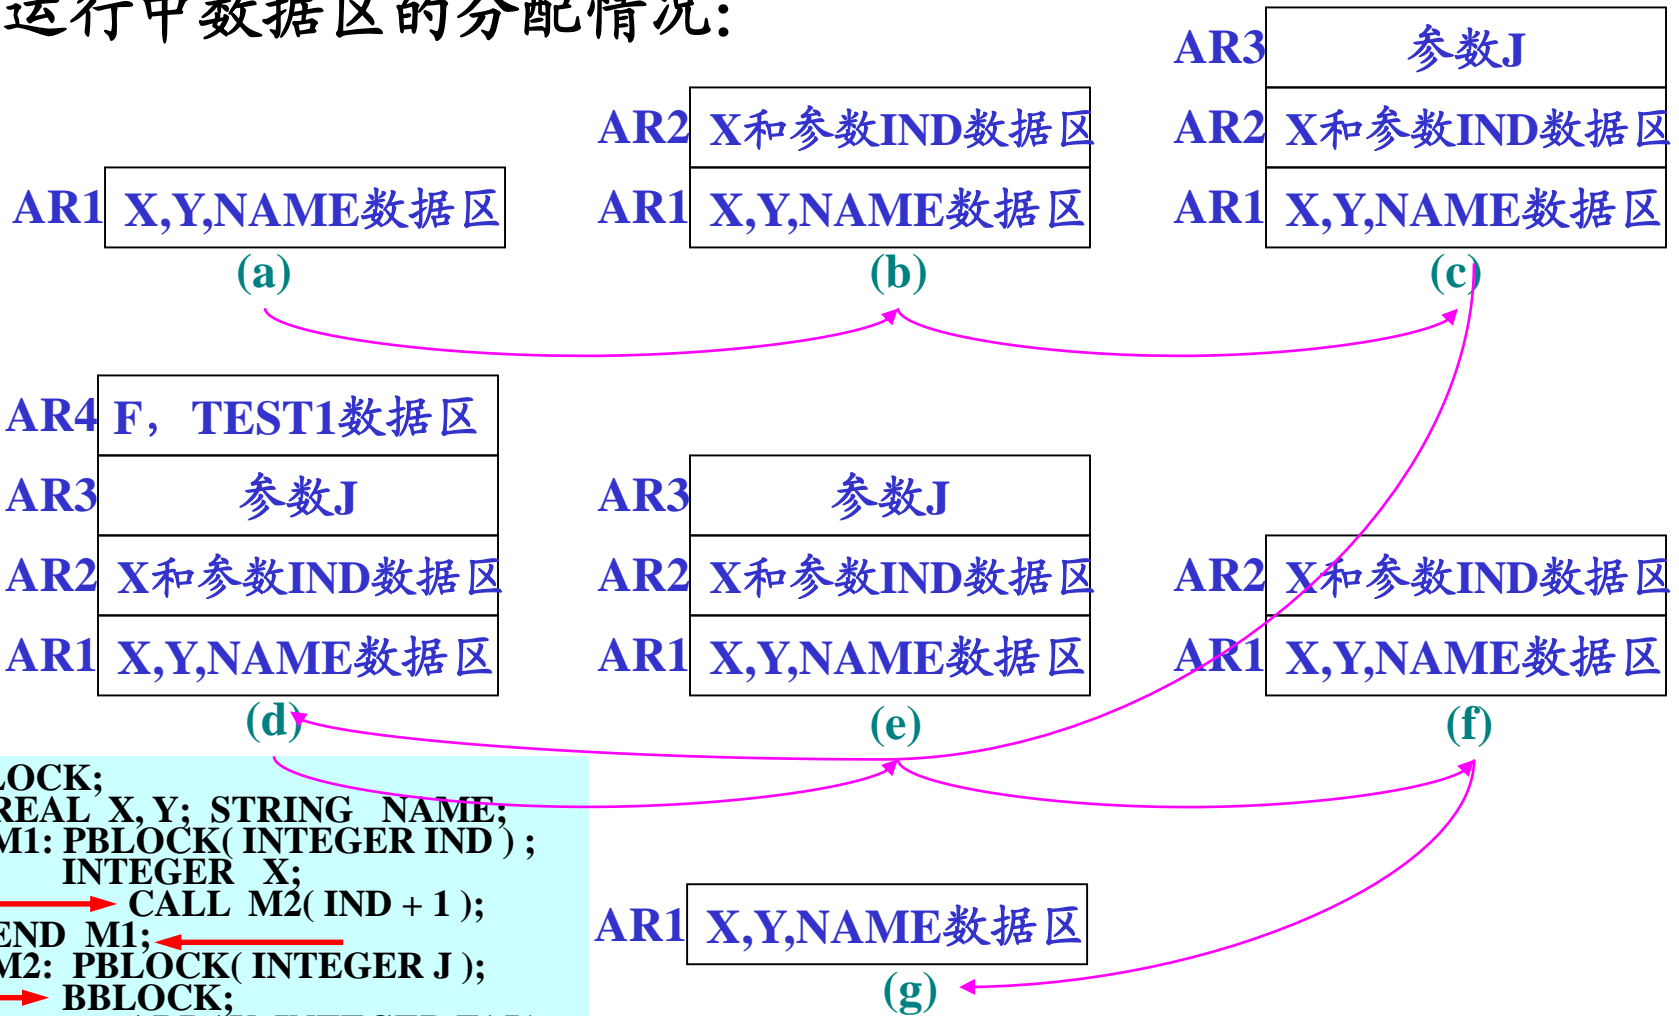 运行中数据区的分配情况:
AR3 参数J
AR2 X和参数IND数据区
AR1 X,Y,NAME数据区
(c)
AR2 X和参数IND数据区
AR1 X,Y,NAME数据区
(b)
AR1 X,Y,NAME数据区
(a)
AR4 F，TEST1数据区
AR3 参数J
AR2 X和参数IND数据区
AR1 X,Y,NAME数据区
(d)
AR3 参数J
AR2 X和参数IND数据区
AR1 X,Y,NAME数据区
(e)
AR2 X和参数IND数据区
AR1 X,Y,NAME数据区
(f)
LOCK;
REAL X, Y; STRING NAME;
M1: PBLOCK( INTEGER IND ) ;
INTEGER X;
CALL M2( IND + 1 );
END M1;
M2: PBLOCK( INTEGER J );
BBLOCK;
AR1 X,Y,NAME数据区
(g)